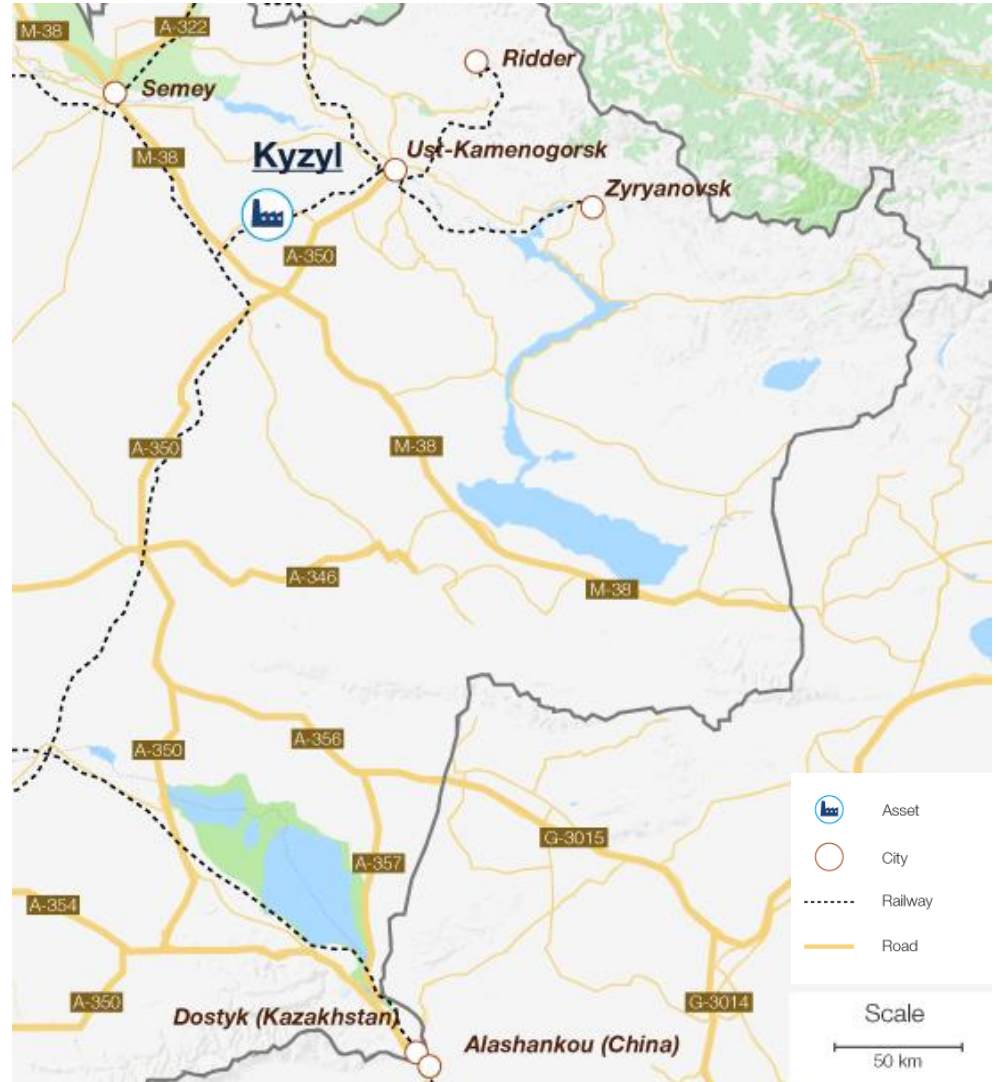 M-38
A-322
Ridder
Semey
M-38
Kyzyl
Ust-Kamenogorsk
Zyryanovsk
A-350
A-350
M-38
A-346
M-38
A-350
A-356
G-3015
A-357
A-354
A-350
G-3014
Dostyk (Kazakhstan)
Alashankou (China)
Asset
City
Railway
Road
Scale
50 km